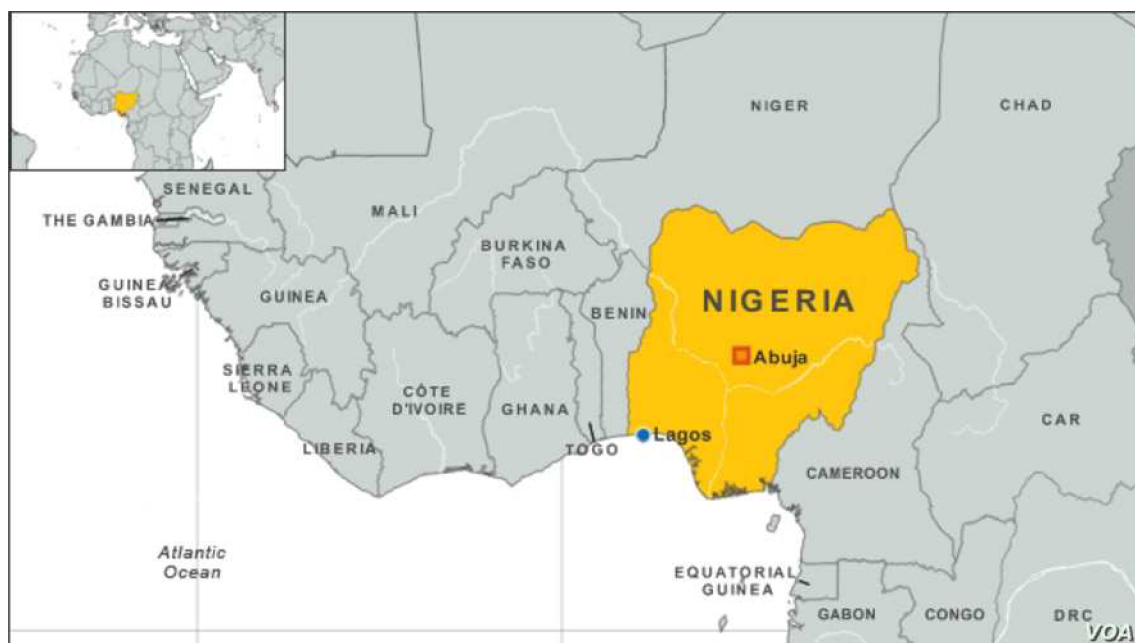 NIGER
CHAD
SENEGAL
THE GAMBIA
MALI
BURKINA
FASO
GUINEA
BISSAU
GUINEA
BENIN
NIGERIA
Abuja
SIERRA
LEONE
CÔTE
D'IVOIRE
GHANA
CAR
LIBERIA
TOGO
Lagos
CAMEROON
Atlantic
Ocean
EQUATORIAL
GUINEA
GABON
CONGO
DRC
VOA